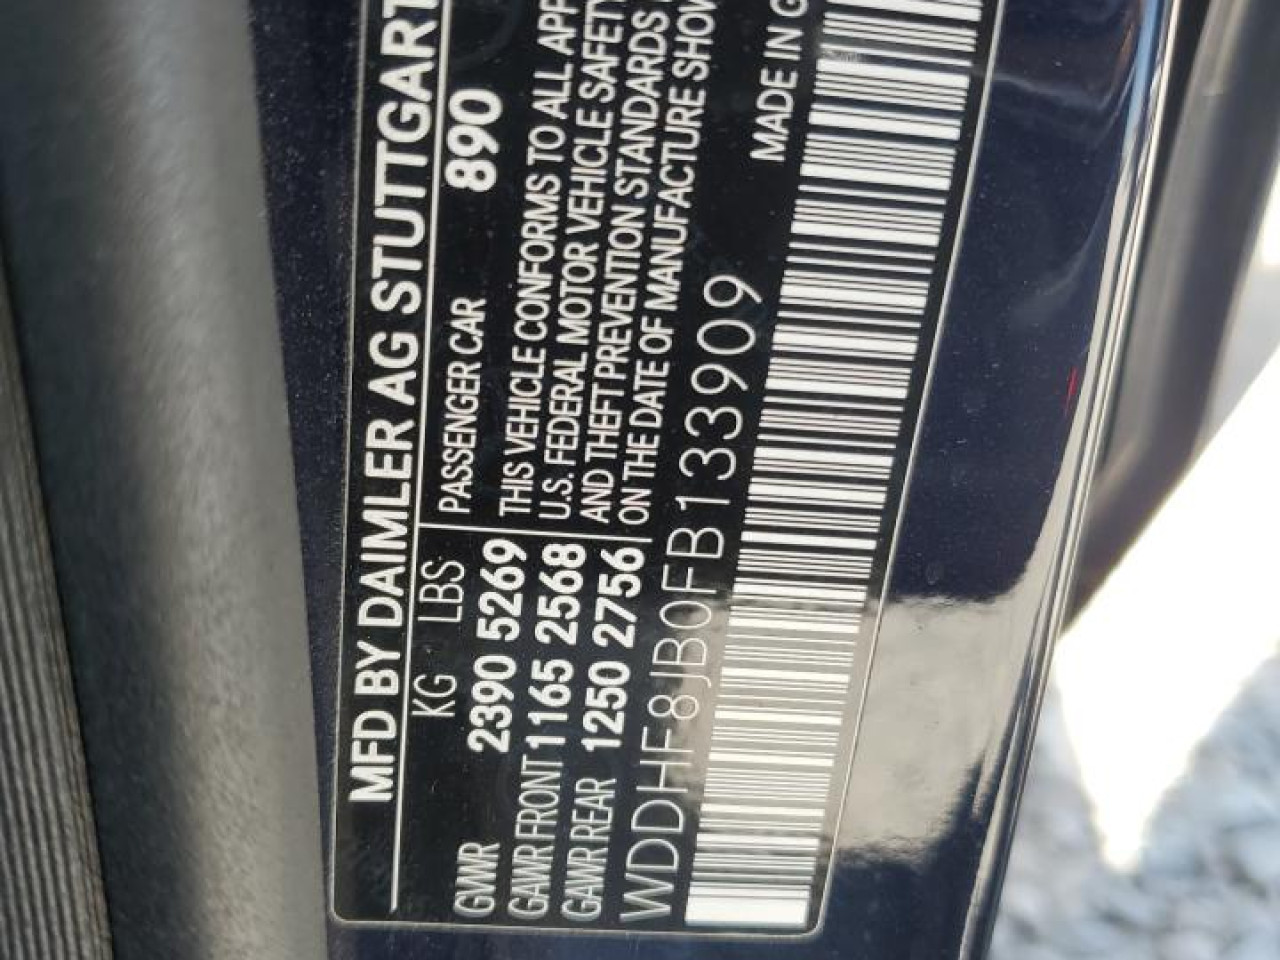 MFD BY DAIMLER AG STUTTGART
KG LBS PASSENGER CAR 890
GVWR 2390 5269 THIS VEHICLE CONFORMS TO ALL
GAWR FRONT 1165 2568 U.S. FEDERAL MOTOR VEHICLE SAFETY
GAWR REAR 1250 2756 AND THEFT PREVENTION STANDARDS
ON THE DATE OF MANUFACTURE
WDDHF8JB0FB133909
MADE IN